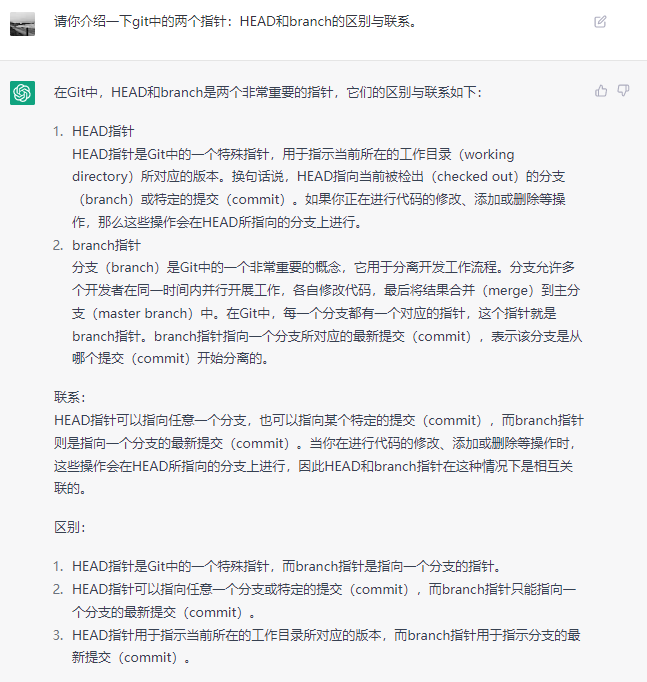 请你介绍一下git中的两个指针：HEAD和branch的区别与联系。
在Git中，HEAD和branch是两个非常重要的指针，它们的区别与联系如下：
1. HEAD指针
HEAD指针是Git中的一个特殊指针，用于指示当前所在的工作目录（working
directory）所对应的版本。换句话说，HEAD指向当前被检出（checked out）的分支
（branch）或特定的提交（commit）。如果你正在进行代码的修改、添加或删除等操
作，那么这些操作会在HEAD所指向的分支上进行。
2. branch指针
分支（branch）是Git中的一个非常重要的概念，它用于分离开发工作流程。分支允许多
个开发者在同一时间内并行开展工作，各自修改代码，最后将结果合并（merge）到主分
支（master branch）中。在Git中，每一个分支都有一个对应的指针，这个指针就是
branch指针。branch指针指向一个分支所对应的最新提交（commit），表示该分支是从
哪个提交（commit）开始分离的。
联系：
HEAD指针可以指向任意一个分支，也可以指向某个特定的提交（commit），而branch指针
则是指向一个分支的最新提交（commit）。当你在进行代码的修改、添加或删除等操作时，
这些操作会在HEAD所指向的分支上进行，因此HEAD和branch指针在这种情况下是相互关
联的。
区别：
1. HEAD指针是Git中的一个特殊指针，而branch指针是指向一个分支的指针。
2. HEAD指针可以指向任意一个分支或特定的提交（commit），而branch指针只能指向一
个分支的最新提交（commit）。
3. HEAD指针用于指示当前所在的工作目录所对应的版本，而branch指针用于指示分支的最
新提交（commit）。